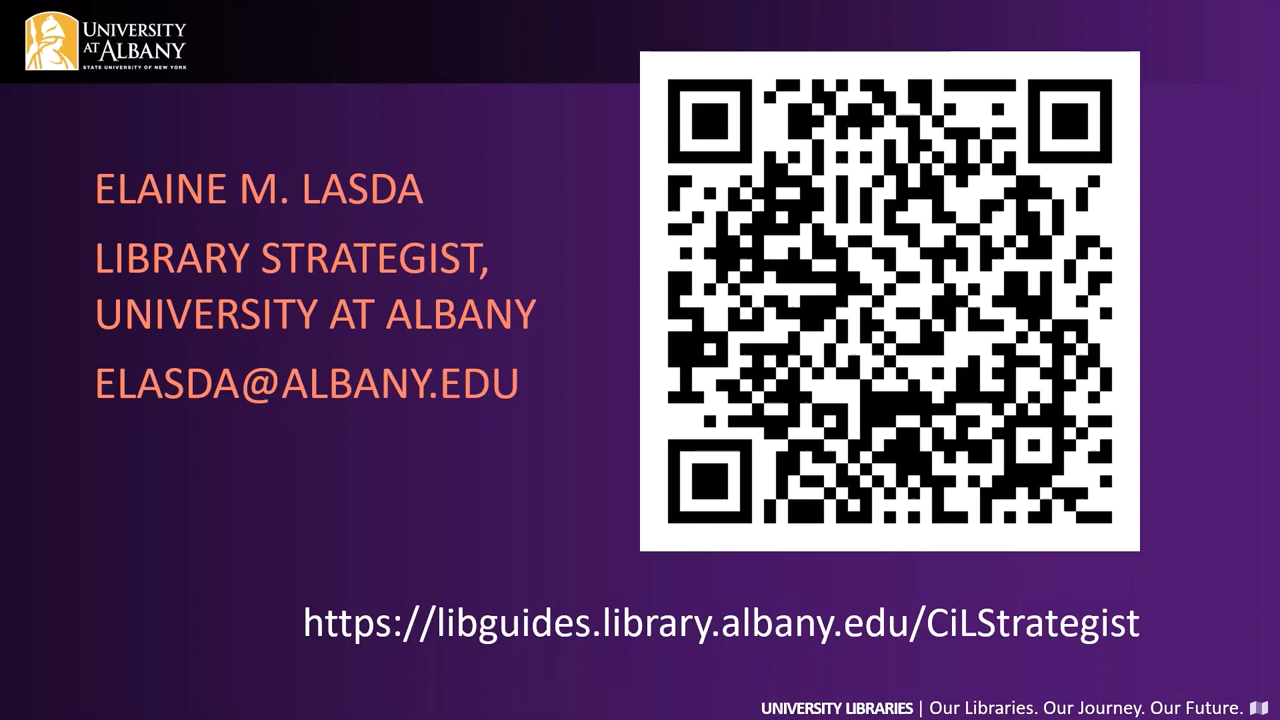 UNIVERSITY
AT ALBANY
STATE UNIVERSITY OF NEW YORK
ELAINE M. LASDA
LIBRARY STRATEGIST,
UNIVERSITY AT ALBANY
ELASDA@ALBANY.EDU
https://libguides.library.albany.edu/CiLStrategist
UNIVERSITY LIBRARIES | Our Libraries. Our Journey. Our Future.